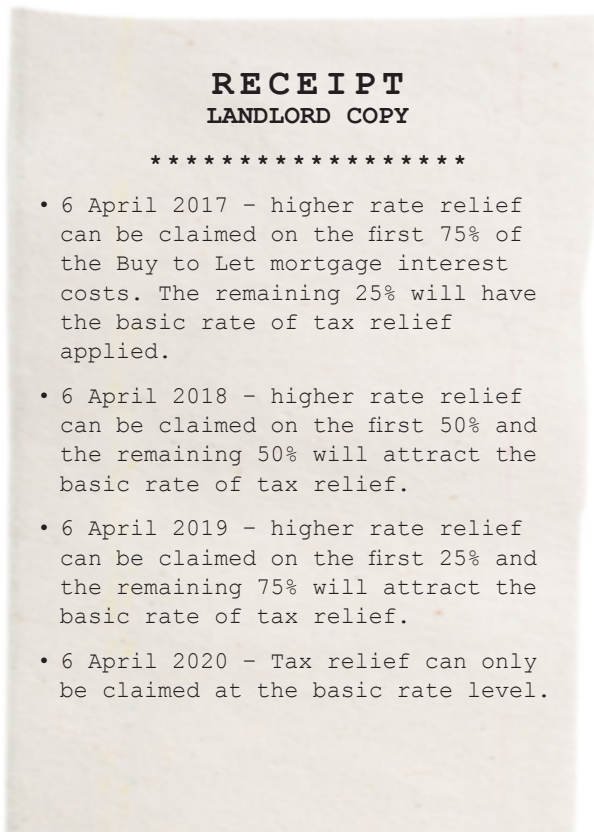 RECEIPT
LANDLORD COPY
******************
• 6 April 2017 – higher rate relief
can be claimed on the first 75% of
the Buy to Let mortgage interest
costs. The remaining 25% will have
the basic rate of tax relief
applied.
• 6 April 2018 – higher rate relief
can be claimed on the first 50% and
the remaining 50% will attract the
basic rate of tax relief.
• 6 April 2019 – higher rate relief
can be claimed on the first 25% and
the remaining 75% will attract the
basic rate of tax relief.
• 6 April 2020 – Tax relief can only
be claimed at the basic rate level.